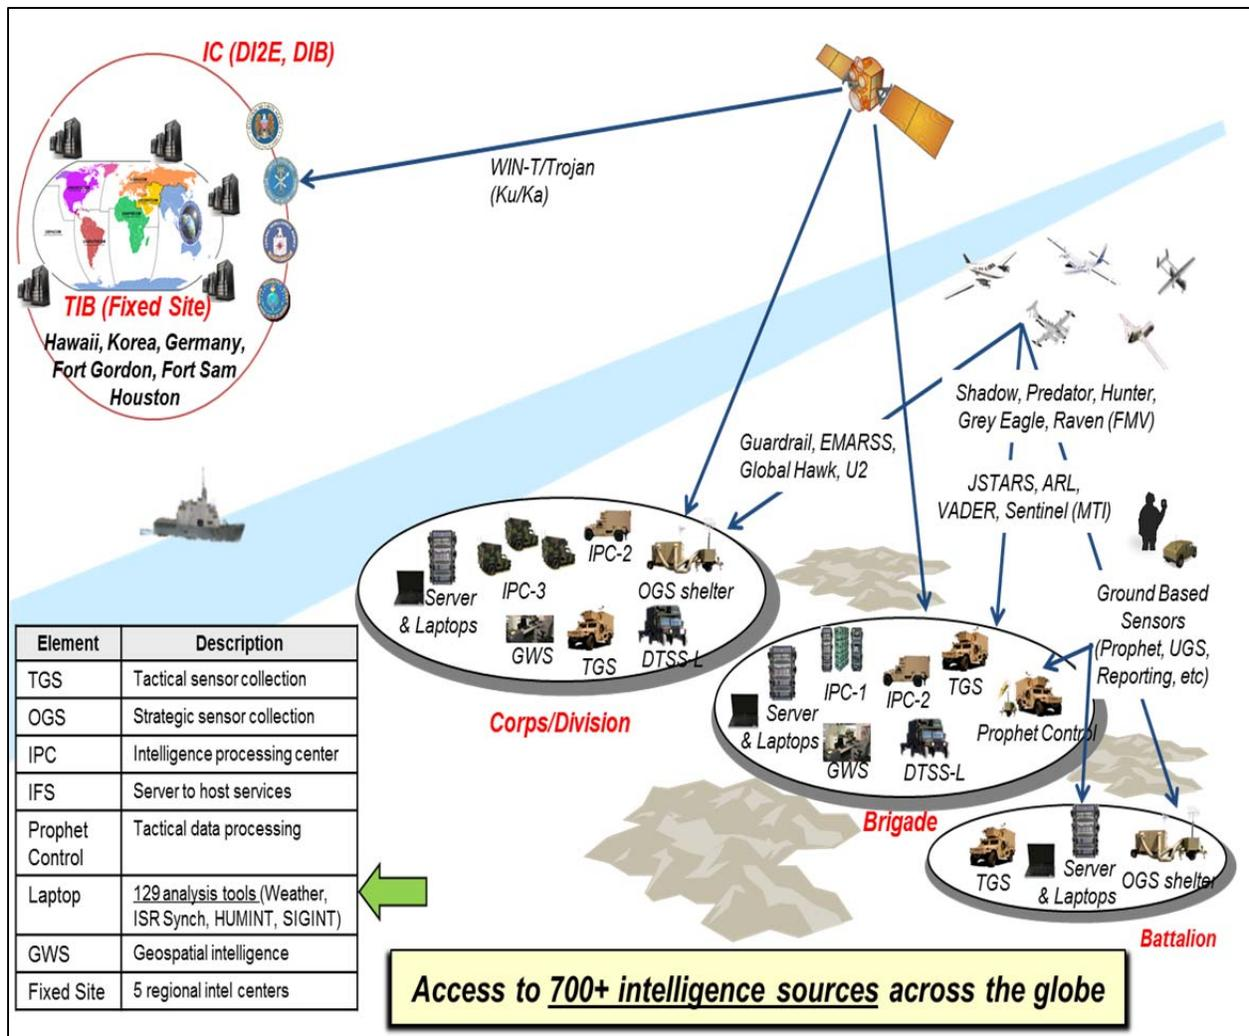 IC (DI2E, DIB)
WIN-T/Trojan
(Ku/Ka)
TIB (Fixed Site)
Hawaii, Korea, Germany,
Fort Gordon, Fort Sam
Houston
Shadow, Predator, Hunter,
Grey Eagle, Raven (FMV)
Guardrail, EMARSS,
Global Hawk, U2
JSTARS, ARL,
VADER, Sentinel (MTI)
Ground Based
Sensors
(Prophet, UGS,
Reporting, etc)
IPC-2
IPC-3
OGS shelter
Server
& Laptops
GWS
TGS
DTSS-L
Corps/Division
IPC-1
IPC-2
TGS
Server
& Laptops
Prophet Control
GWS
DTSS-L
Brigade
TGS
Server
& Laptops
OGS shelter
Battalion
Element Description
TGS Tactical sensor collection
OGS Strategic sensor collection
IPC Intelligence processing center
IFS Server to host services
Prophet
Control
Tactical data processing
Laptop 129 analysis tools (Weather,
ISR Synch, HUMINT, SIGINT)
GWS Geospatial intelligence
Fixed Site 5 regional intel centers
Access to 700+ intelligence sources across the globe